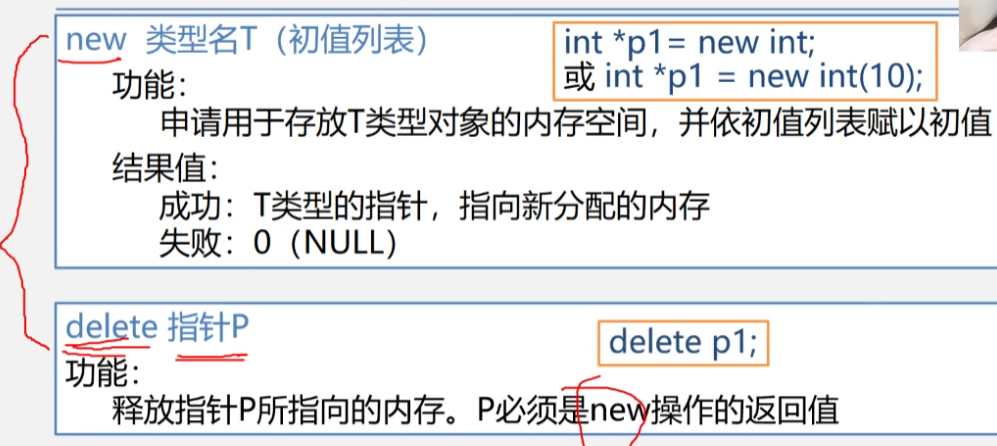 new 类型名T（初值列表）
int *p1= new int;
或 int *p1 = new int(10);
功能：
申请用于存放T类型对象的内存空间，并依初值列表赋以初值
结果值：
成功：T类型的指针，指向新分配的内存
失败：0（NULL）
delete 指针P
delete p1;
功能：
释放指针P所指向的内存。P必须是new操作的返回值